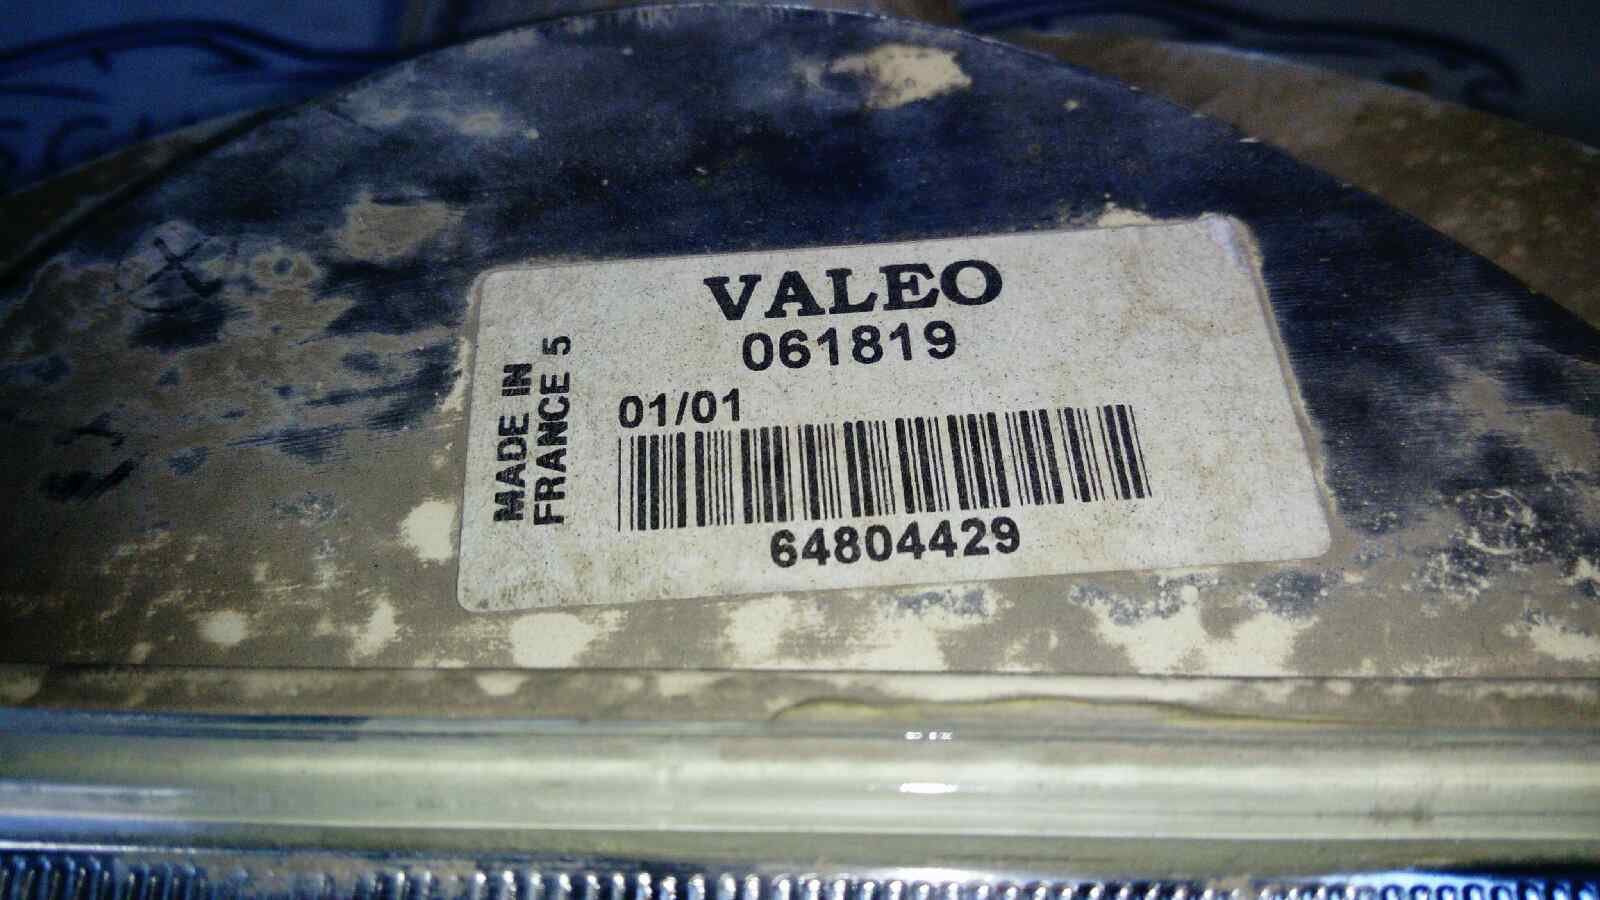 VALEO
061819
MADE IN
FRANCE 5
01/01
64804429